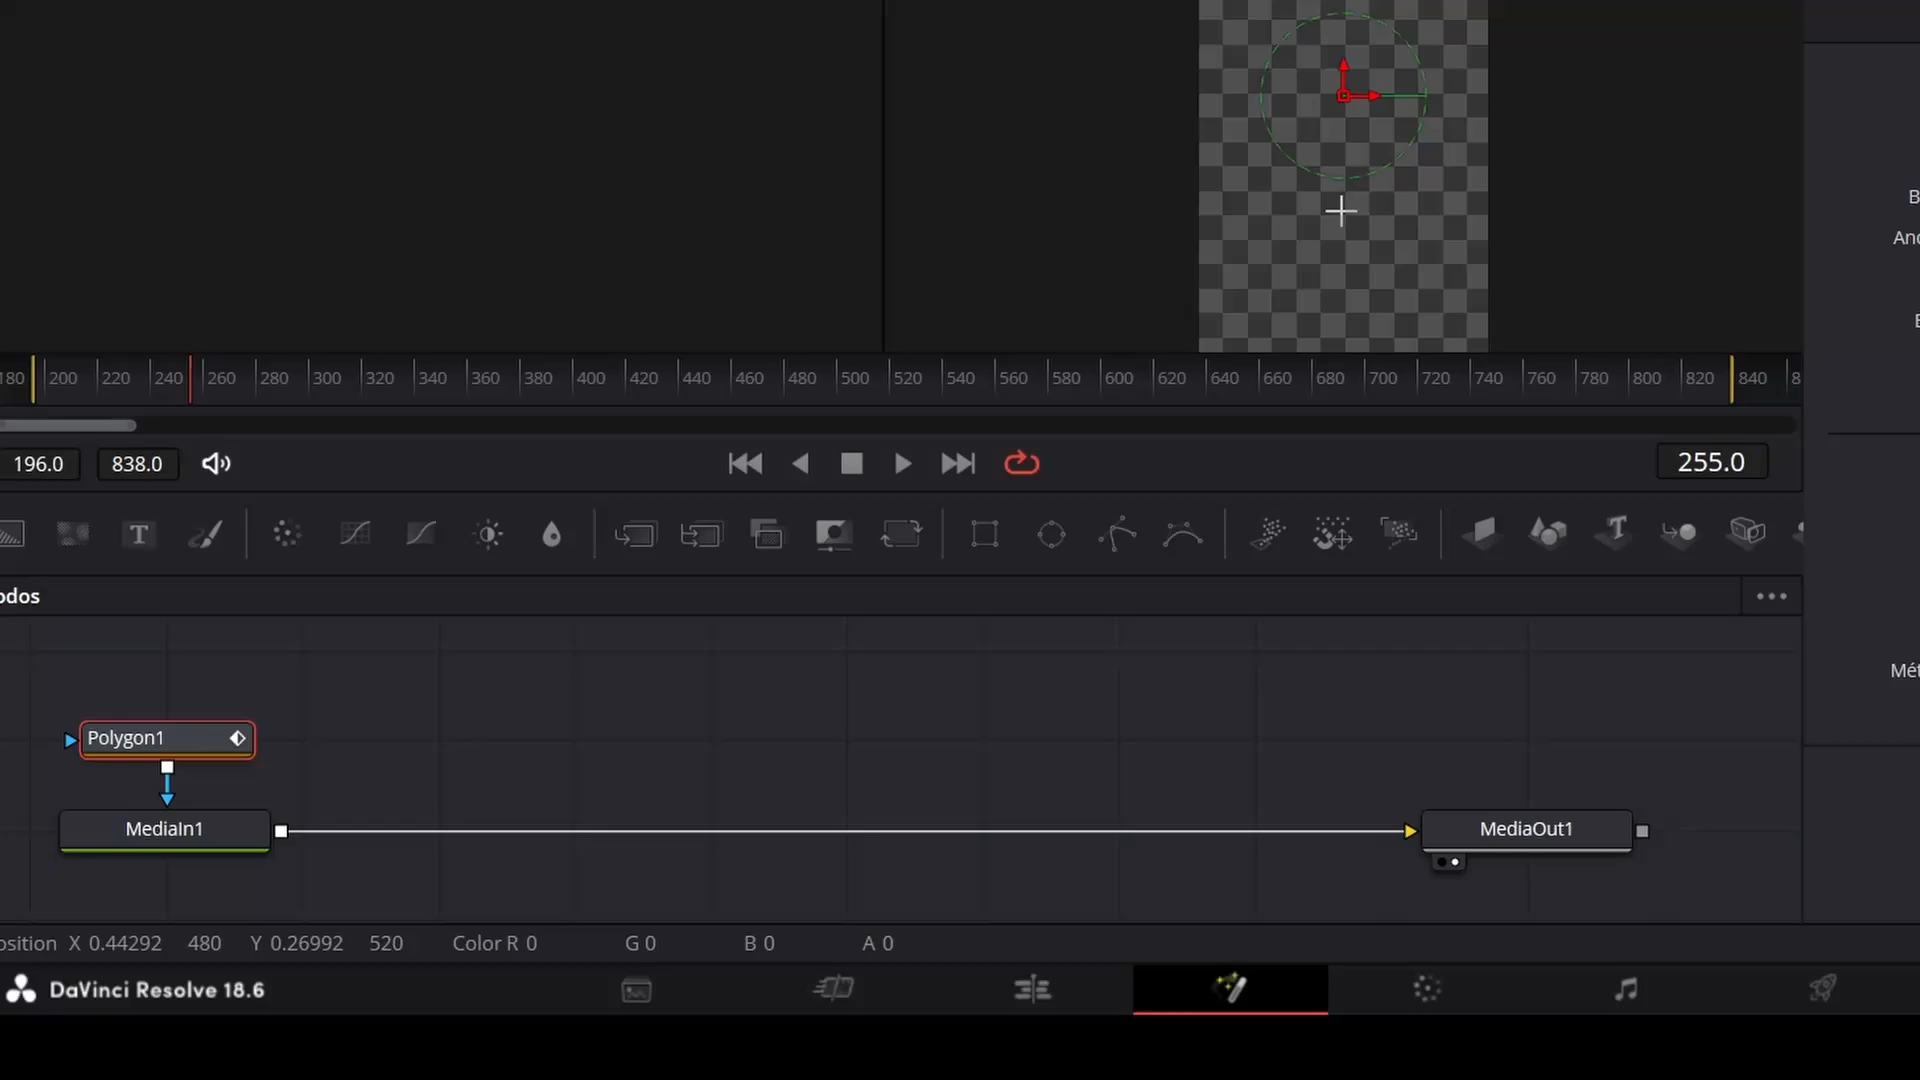 B
Anc
E
180 200 220 240 260 280 300 320 340 360 380 400 420 440 460 480 500 520 540 560 580 600 620 640 660 680 700 720 740 760 780 800 820 840 8
196.0 838.0 255.0
T
odos
Mét
Polygon1
MediaIn1 MediaOut1
osition X 0.44292 480 Y 0.26992 520 Color R 0 G 0 B 0 A 0
DaVinci Resolve 18.6